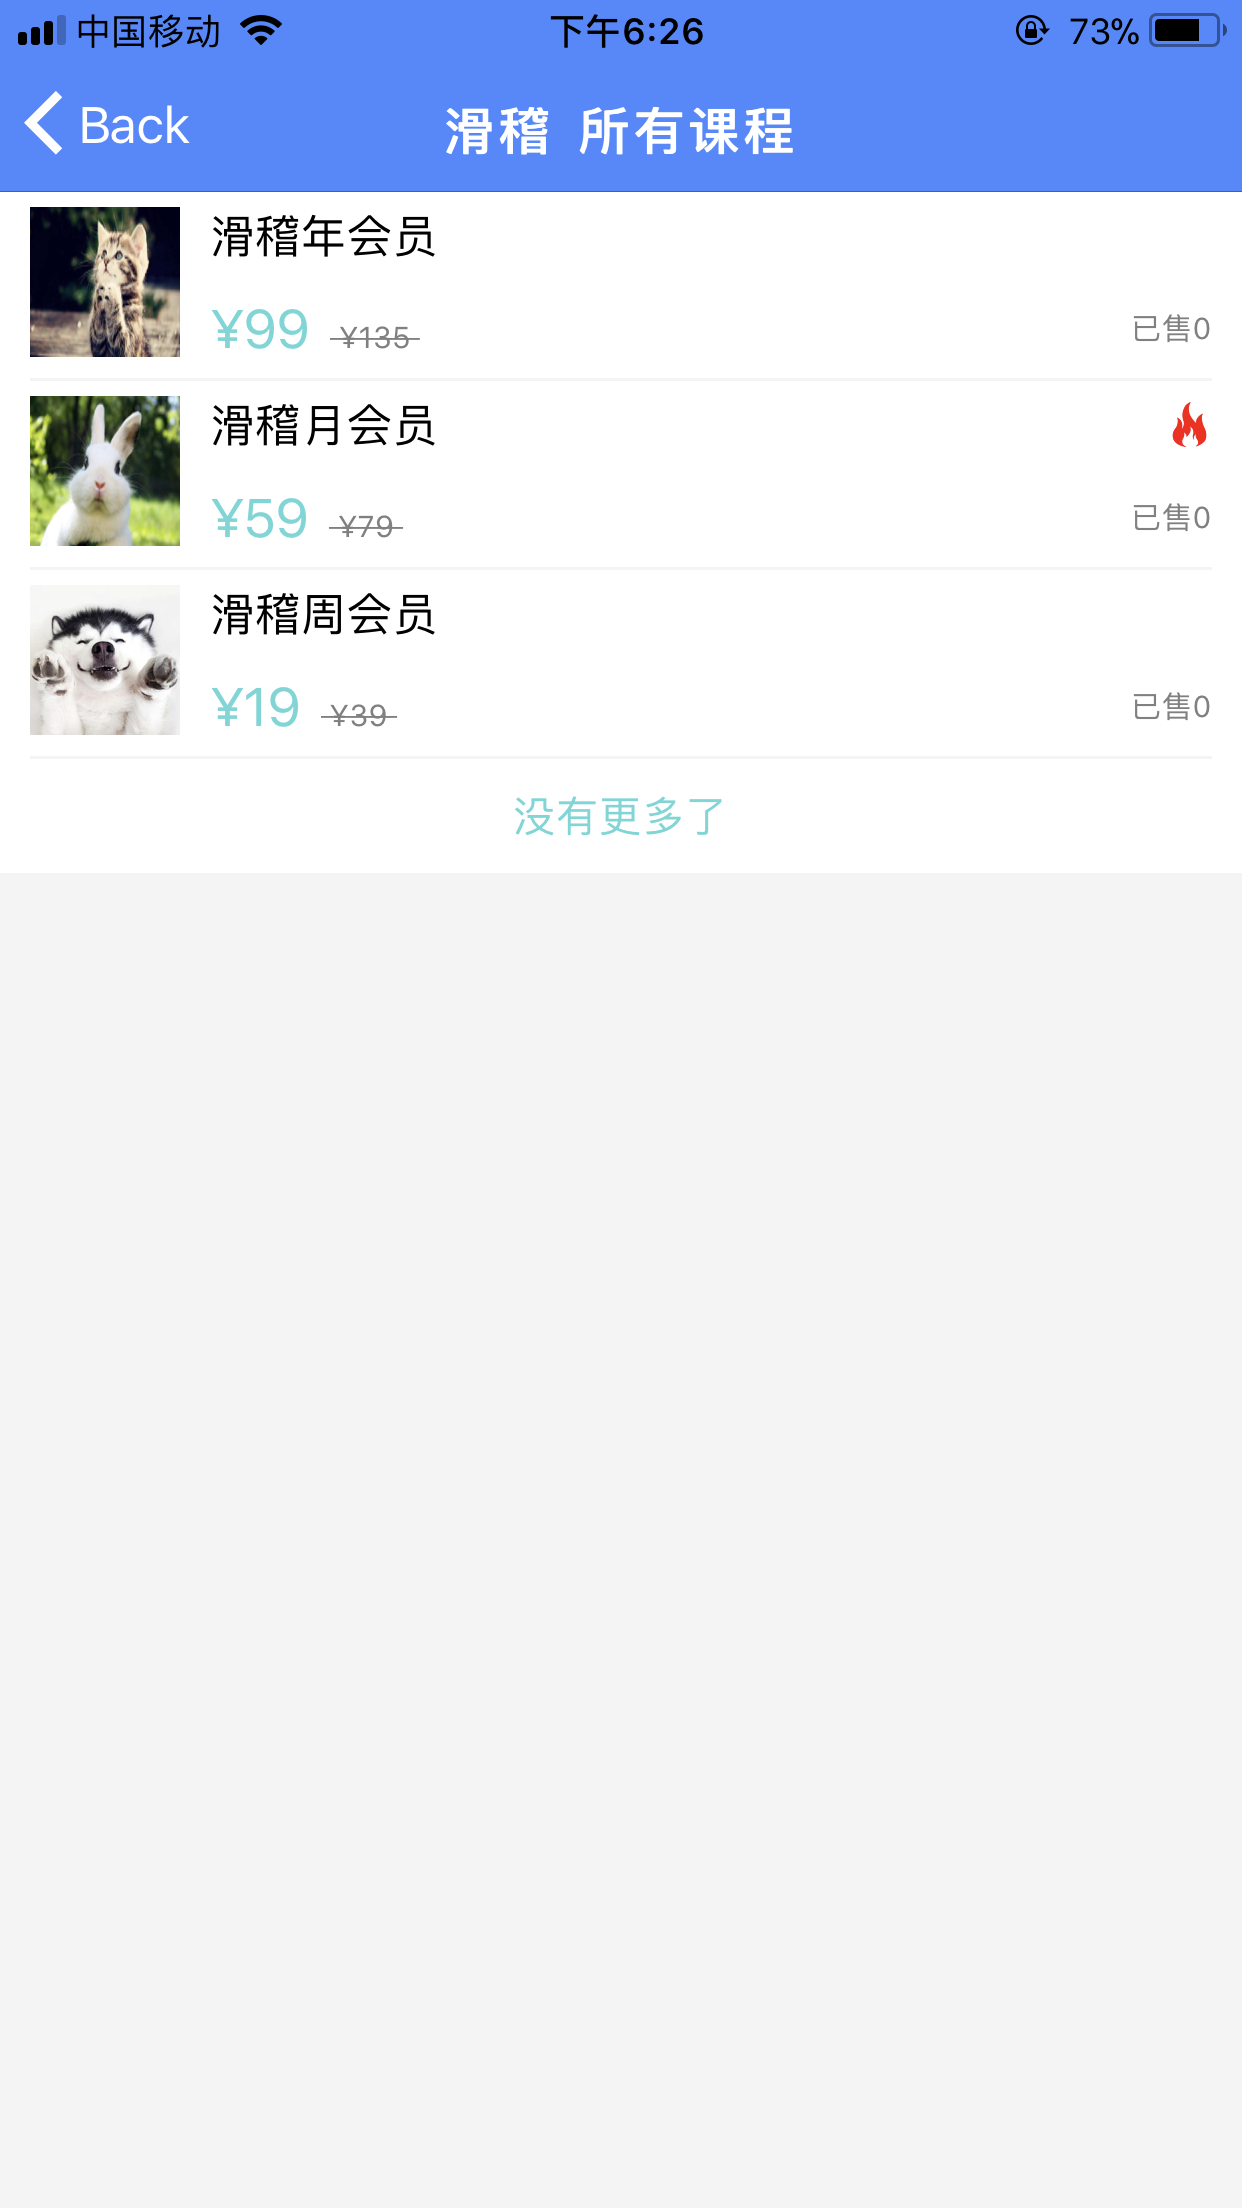 中国移动 下午6:26 73%
Back 滑稽 所有课程
滑稽年会员
¥99 ¥135 已售0
滑稽月会员
¥59 ¥79 已售0
滑稽周会员
¥19 ¥39 已售0
没有更多了